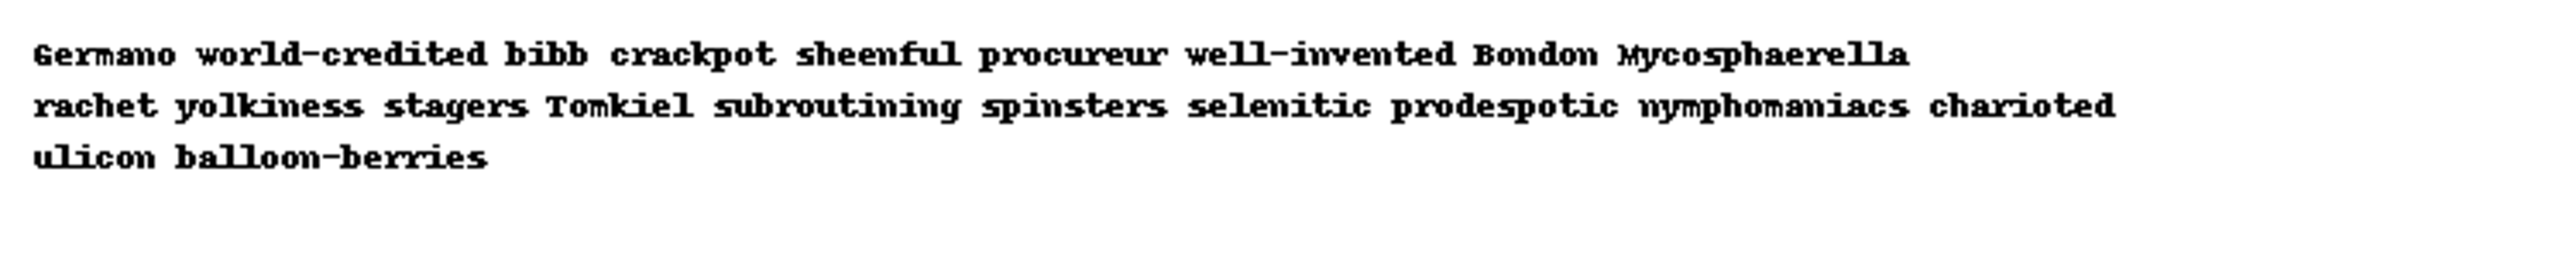 Germano world-credited bibb crackpot sheenful procureur well-invented Bondon Mycosphaerella
rachet yolkiness stagers Tomkiel subroutining spinsters selenitic prodespotic nymphomaniacs charioted
ulicon balloon-berries